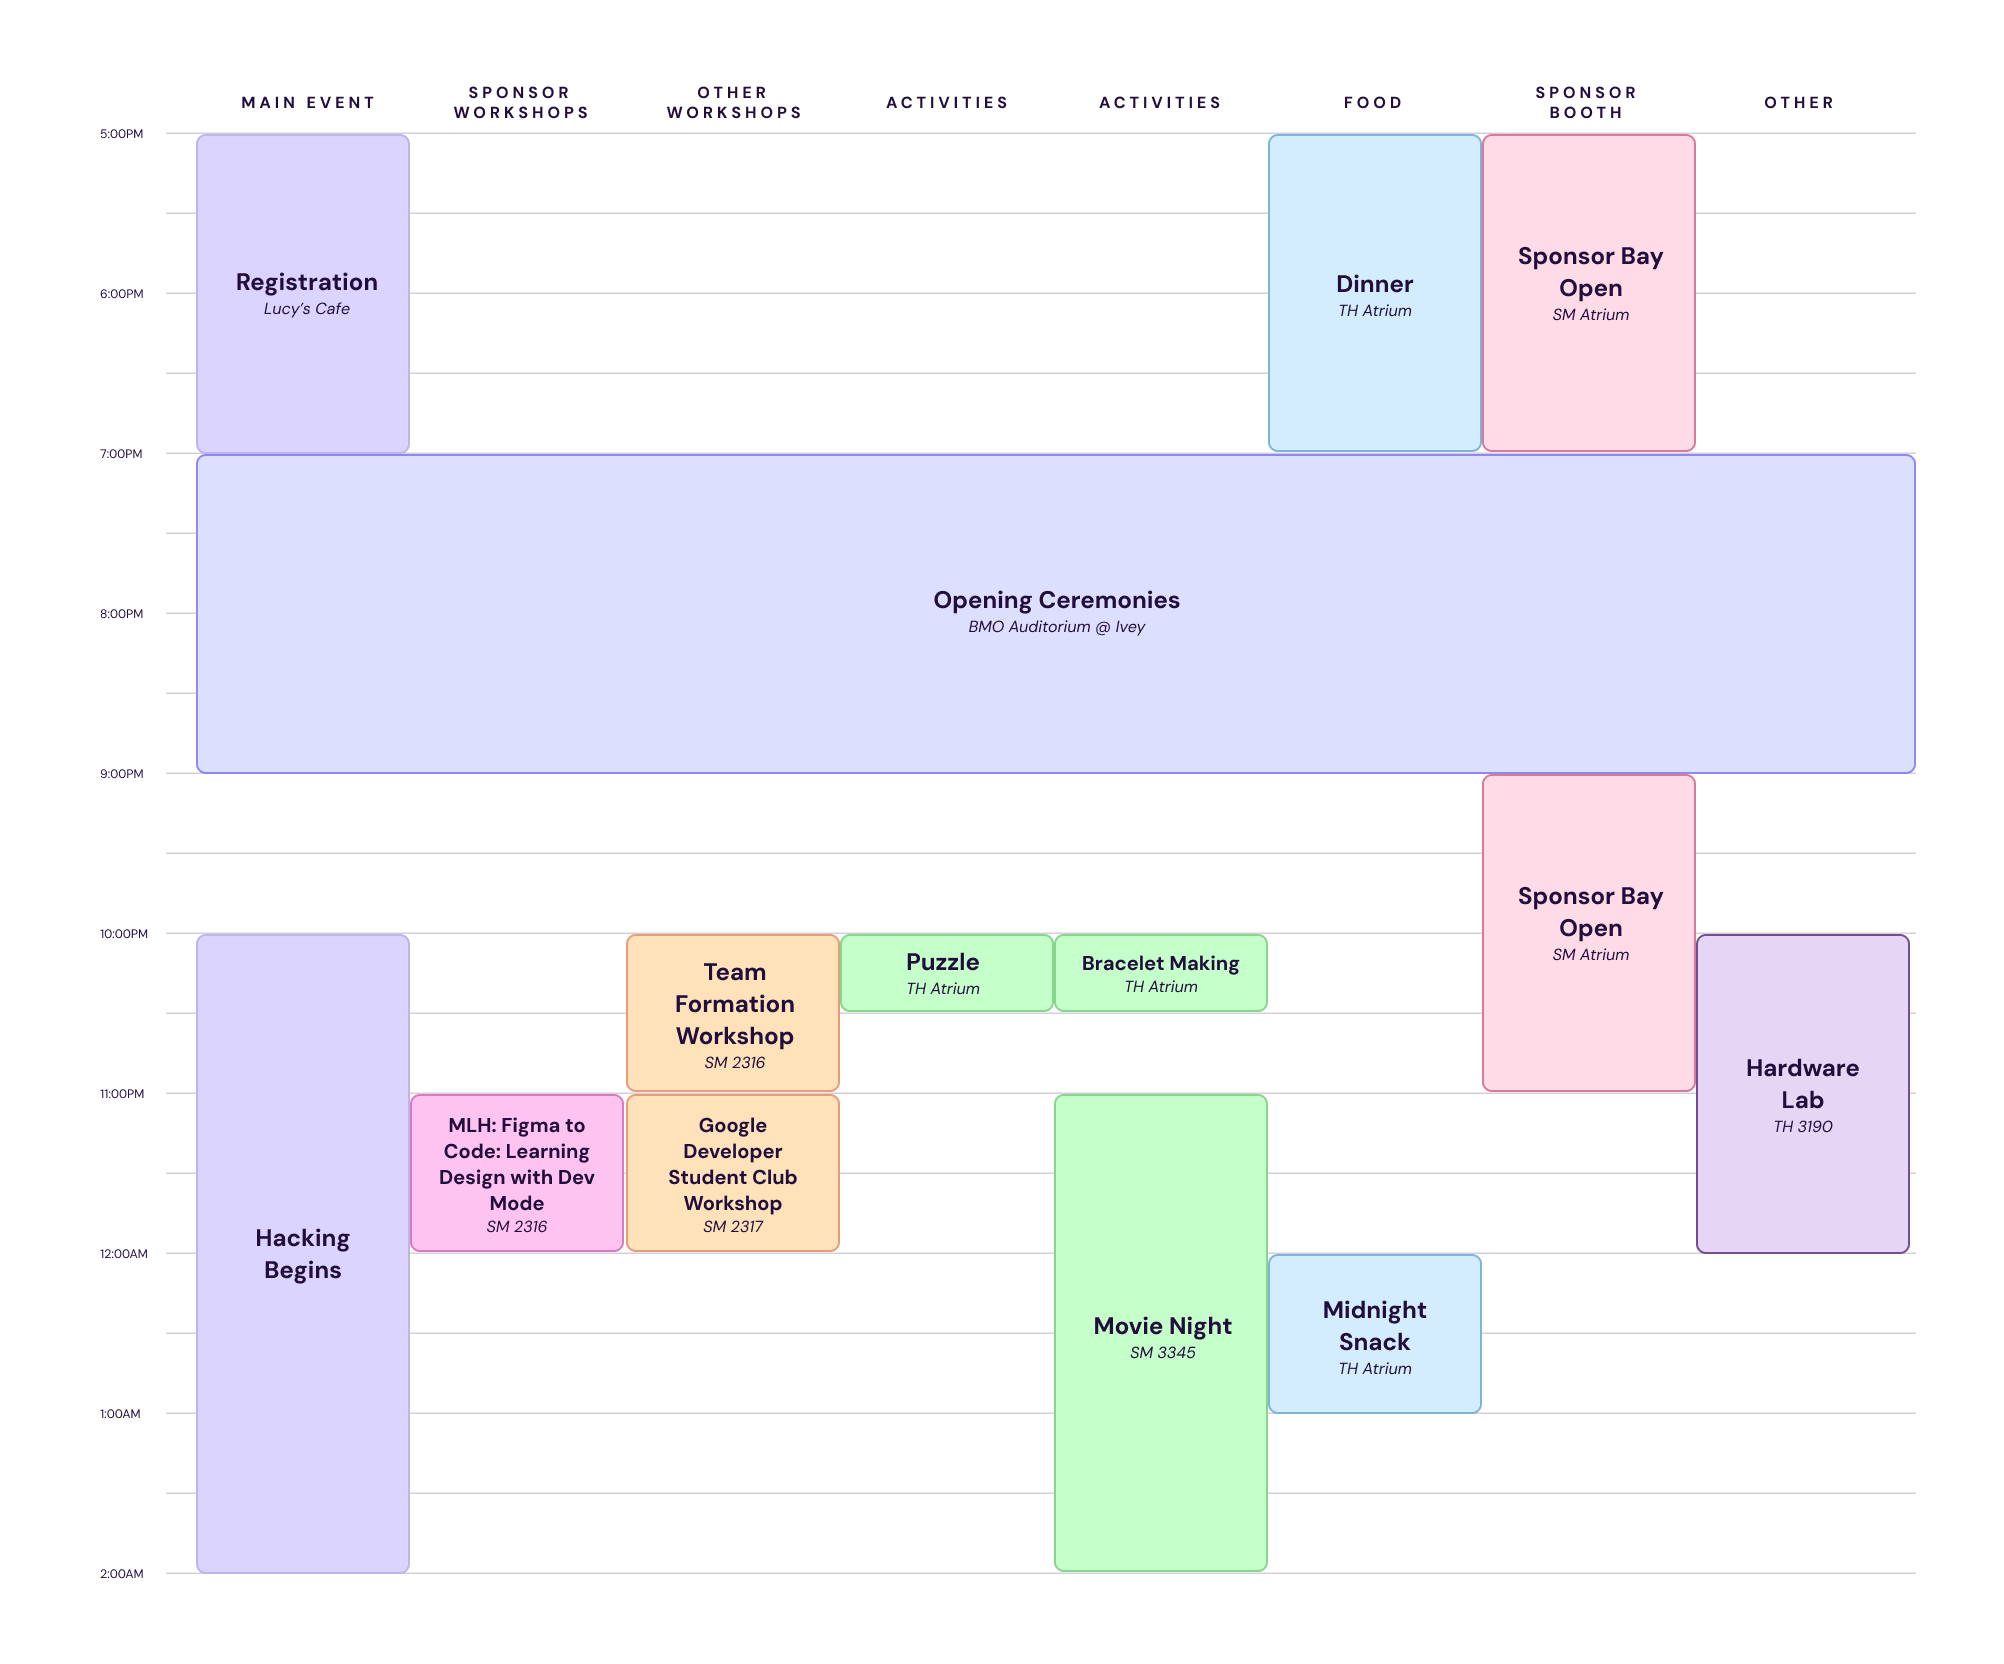 MAIN EVENT
SPONSOR
WORKSHOPS
OTHER
WORKSHOPS
ACTIVITIES
ACTIVITIES
FOOD
SPONSOR
BOOTH
OTHER
5:00PM
Registration
Lucy's Cafe
Dinner
TH Atrium
Sponsor Bay
Open
SM Atrium
6:00PM
7:00PM
Opening Ceremonies
BMO Auditorium @ Ivey
8:00PM
9:00PM
Sponsor Bay
Open
SM Atrium
10:00PM
Team
Formation
Workshop
SM 2316
Puzzle
TH Atrium
Bracelet Making
TH Atrium
Hardware
Lab
TH 3190
11:00PM
MLH: Figma to
Code: Learning
Design with Dev
Mode
SM 2316
Google
Developer
Student Club
Workshop
SM 2317
Hacking
Begins
12:00AM
Movie Night
SM 3345
Midnight
Snack
TH Atrium
1:00AM
2:00AM